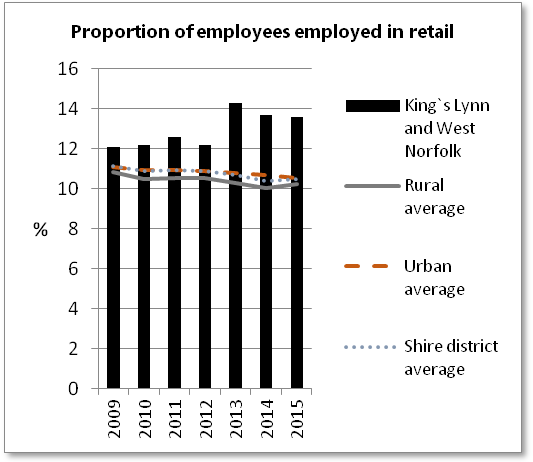 Proportion of employees employed in retail
16
14
12
10
8
6
4
2
0
%
2009
2010
2011
2012
2013
2014
2015
King`s Lynn
and West
Norfolk
Rural
average
Urban
average
Shire district
average